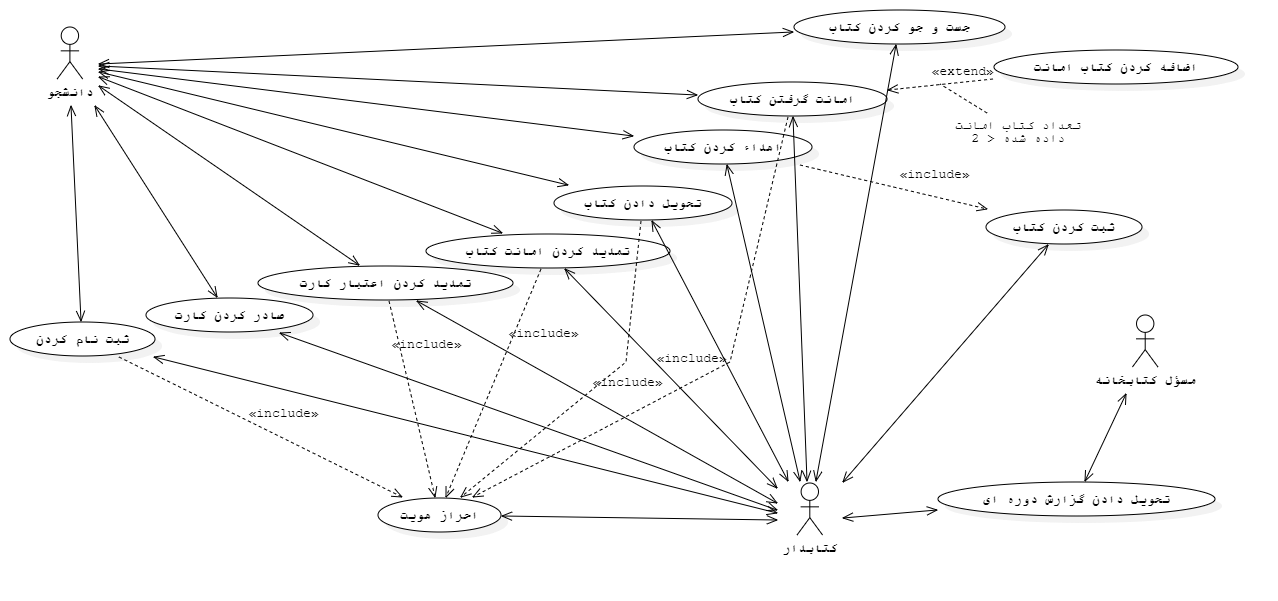 جست و جو کردن کتاب
دانشجو
«extend»
اضافه کردن کتاب امانت
امانت گرفتن کتاب
تعداد کتاب امانت
داده شده < 2
اهداء کردن کتاب
«include»
تحویل دادن کتاب
ثبت کردن کتاب
تمدید کردن امانت کتاب
تمدید کردن اعتبار کارت
صادر کردن کارت
ثبت نام کردن
«include»
«include»
«include»
«include»
«include»
مسؤل کتابخانه
تحویل دادن گزارش دوره ای
احراز هویت
کتابدار